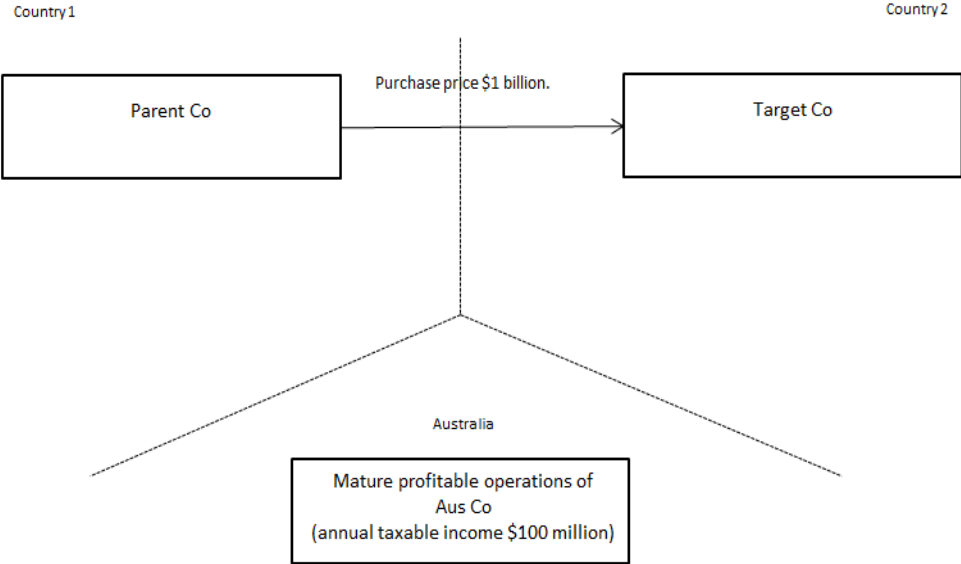 Country 1
Country 2
Purchase price $1 billion.
Parent Co
Target Co
Australia
Mature profitable operations of
Aus Co
(annual taxable income $100 million)